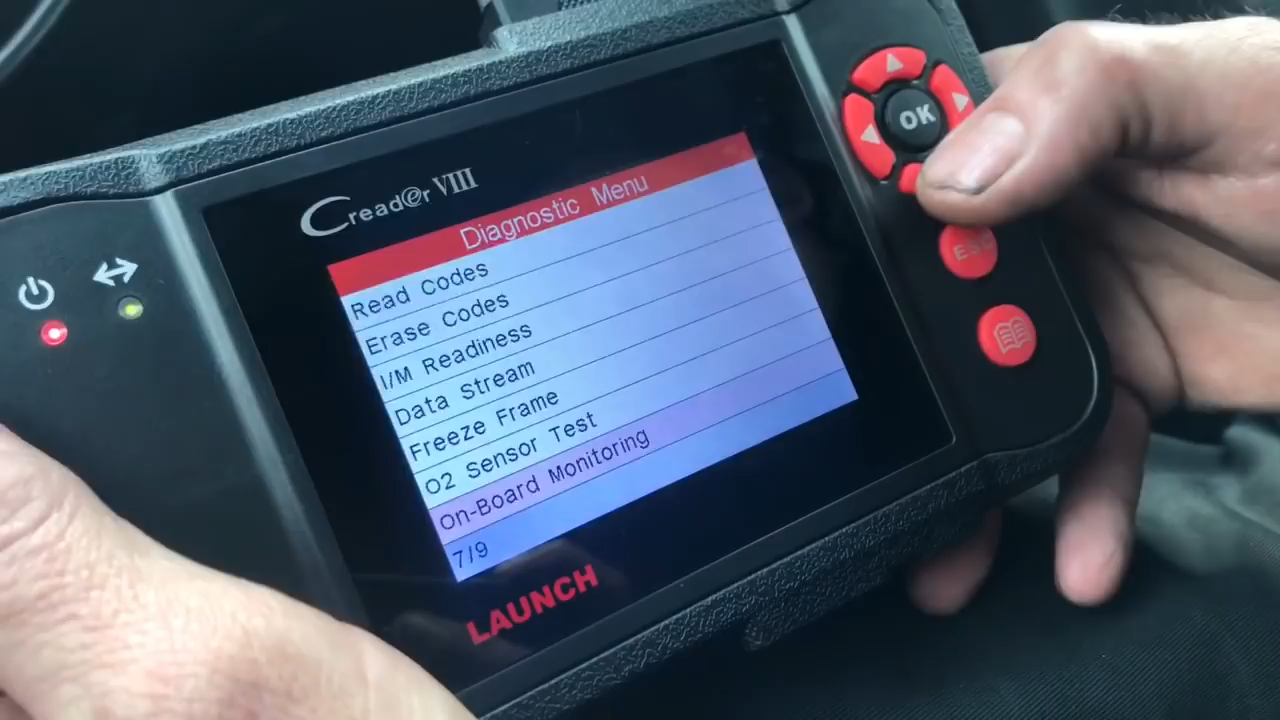 Cread@r VIII
Diagnostic Menu
Read Codes
Erase Codes
I/M Readiness
Data Stream
Freeze Frame
O2 Sensor Test
On-Board Monitoring
7/9
LAUNCH
OK
ESC